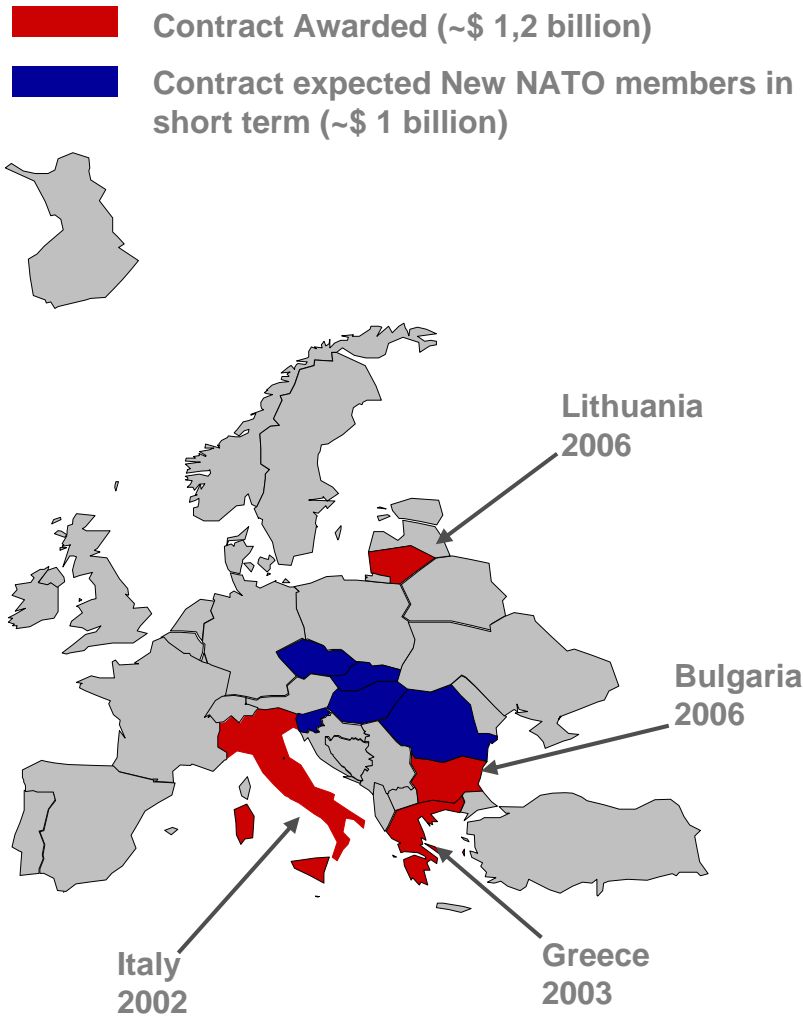 Contract Awarded (~$ 1,2 billion)
Contract expected New NATO members in
short term (~$ 1 billion)
Lithuania
2006
Bulgaria
2006
Italy
2002
Greece
2003